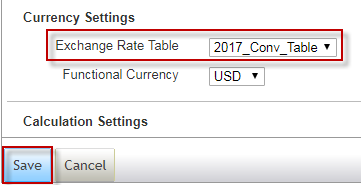 Currency Settings
Exchange Rate Table 2017_Conv_Table
Functional Currency USD
Calculation Settings
Save Cancel